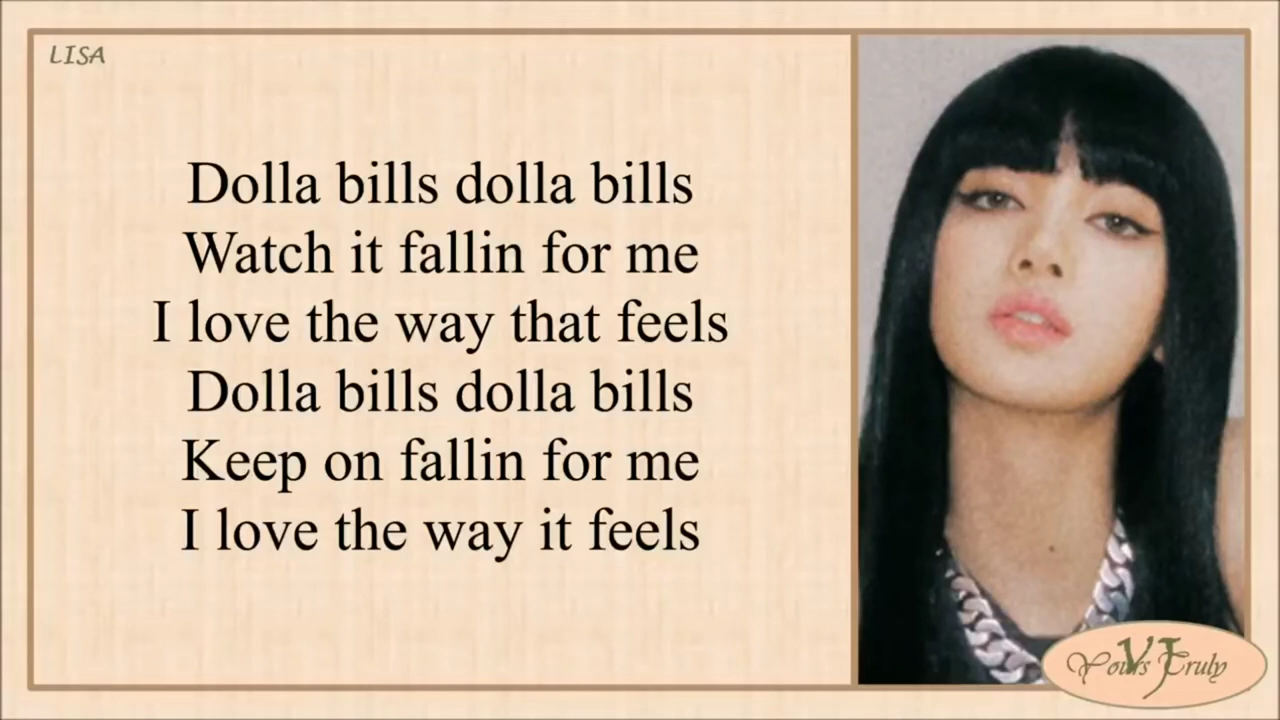 LISA
Dolla bills dolla bills
Watch it fallin for me
I love the way that feels
Dolla bills dolla bills
Keep on fallin for me
I love the way it feels
VJ
Yours Truly